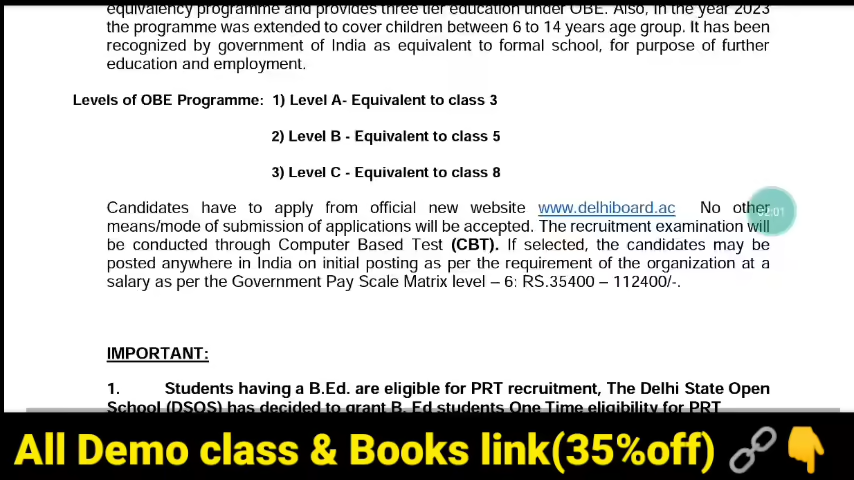 equivalency programme and provides three tier education under OBE. Also, in the year 2023
the programme was extended to cover children between 6 to 14 years age group. It has been
recognized by government of India as equivalent to formal school, for purpose of further
education and employment.
Levels of OBE Programme: 1) Level A- Equivalent to class 3
2) Level B - Equivalent to class 5
3) Level C - Equivalent to class 8
Candidates have to apply from official new website www.delhiboard.ac No other
means/mode of submission of applications will be accepted. The recruitment examination will
be conducted through Computer Based Test (CBT). If selected, the candidates may be
posted anywhere in India on initial posting as per the requirement of the organization at a
salary as per the Government Pay Scale Matrix level – 6: RS.35400 – 112400/-.
02:01
IMPORTANT:
1. Students having a B.Ed. are eligible for PRT recruitment, The Delhi State Open
School (DSOS) has decided to grant B. Ed students One Time eligibility for PRT
All Demo class & Books link(35%off) 🔗👇